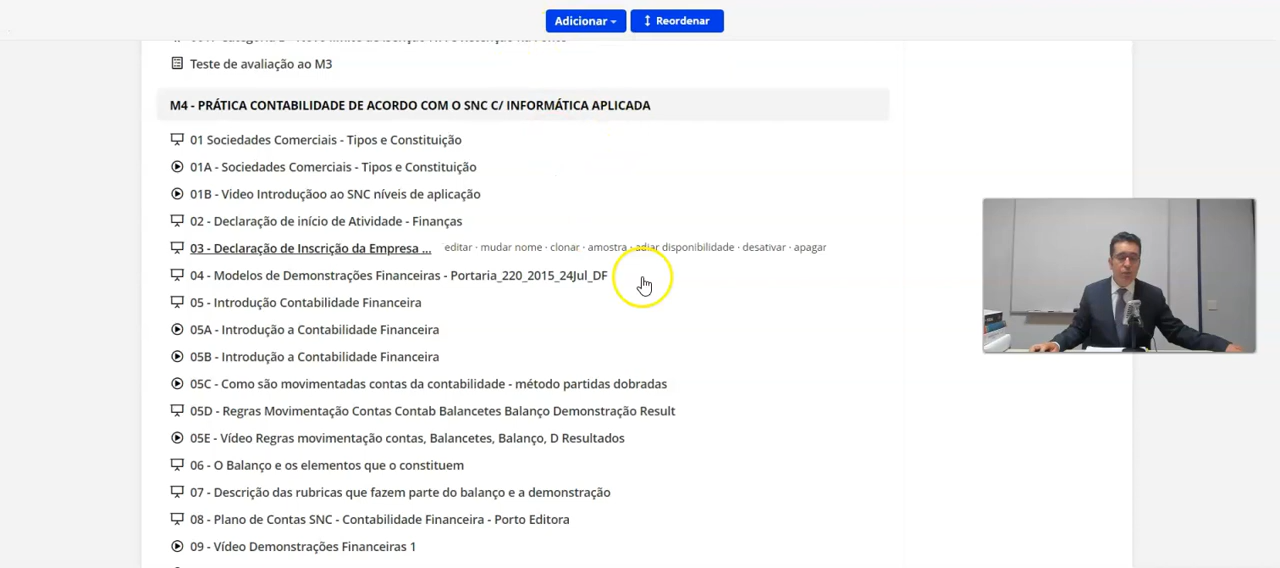 Adicionar
Reordenar
Teste de avaliação ao M3
M4 - PRÁTICA CONTABILIDADE DE ACORDO COM O SNC C/ INFORMÁTICA APLICADA
01 Sociedades Comerciais - Tipos e Constituição
01A - Sociedades Comerciais - Tipos e Constituição
01B - Video Introduçãoo ao SNC níveis de aplicação
02 - Declaração de início de Atividade - Finanças
03 - Declaração de Inscrição da Empresa ... editar · mudar nome · clonar · amostra · adiar disponibilidade · desativar · apagar
04 - Modelos de Demonstrações Financeiras - Portaria_220_2015_24Jul_DF
05 - Introdução Contabilidade Financeira
05A - Introdução a Contabilidade Financeira
05B - Introdução a Contabilidade Financeira
05C - Como são movimentadas contas da contabilidade - método partidas dobradas
05D - Regras Movimentação Contas Contab Balancetes Balanço Demonstração Result
05E - Vídeo Regras movimentação contas, Balancetes, Balanço, D Resultados
06 - O Balanço e os elementos que o constituem
07 - Descrição das rubricas que fazem parte do balanço e a demonstração
08 - Plano de Contas SNC - Contabilidade Financeira - Porto Editora
09 - Vídeo Demonstrações Financeiras 1